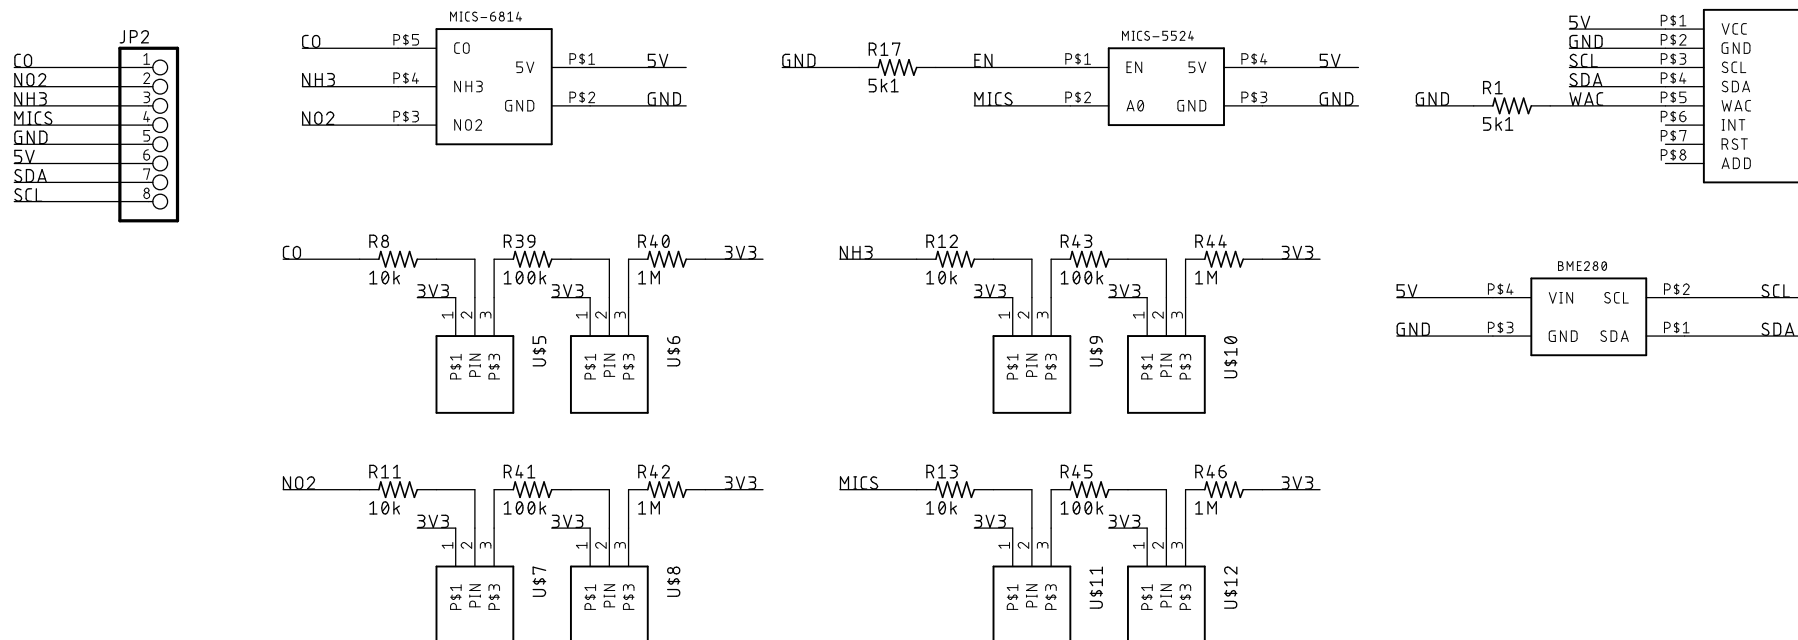 JP2
CO 1
NO2 2
NH3 3
MICS 4
GND 5
5V 6
SDA 7
SCL 8
MICS-6814
CO P$5 CO
NH3 P$4 NH3
NO2 P$3 NO2
5V P$1 5V
GND P$2 GND
MICS-5524
GND R17 5k1 EN P$1 EN
MICS P$2 A0
5V P$4 5V
GND P$3 GND
5V P$1 VCC
GND P$2 GND
SCL P$3 SCL
SDA P$4 SDA
GND R1 5k1 WAC P$5 WAC
P$6 INT
P$7 RST
P$8 ADD
CO R8 10k R39 100k R40 1M 3V3
3V3 3V3
1 2 3 1 2 3
P$1 PIN P$3 U$5 P$1 PIN P$3 U$6
NH3 R12 10k R43 100k R44 1M 3V3
3V3 3V3
1 2 3 1 2 3
P$1 PIN P$3 U$9 P$1 PIN P$3 U$10
BME280
5V P$4 VIN SCL P$2 SCL
GND P$3 GND SDA P$1 SDA
NO2 R11 10k R41 100k R42 1M 3V3
3V3 3V3
1 2 3 1 2 3
P$1 PIN P$3 U$7 P$1 PIN P$3 U$8
MICS R13 10k R45 100k R46 1M 3V3
3V3 3V3
1 2 3 1 2 3
P$1 PIN P$3 U$11 P$1 PIN P$3 U$12